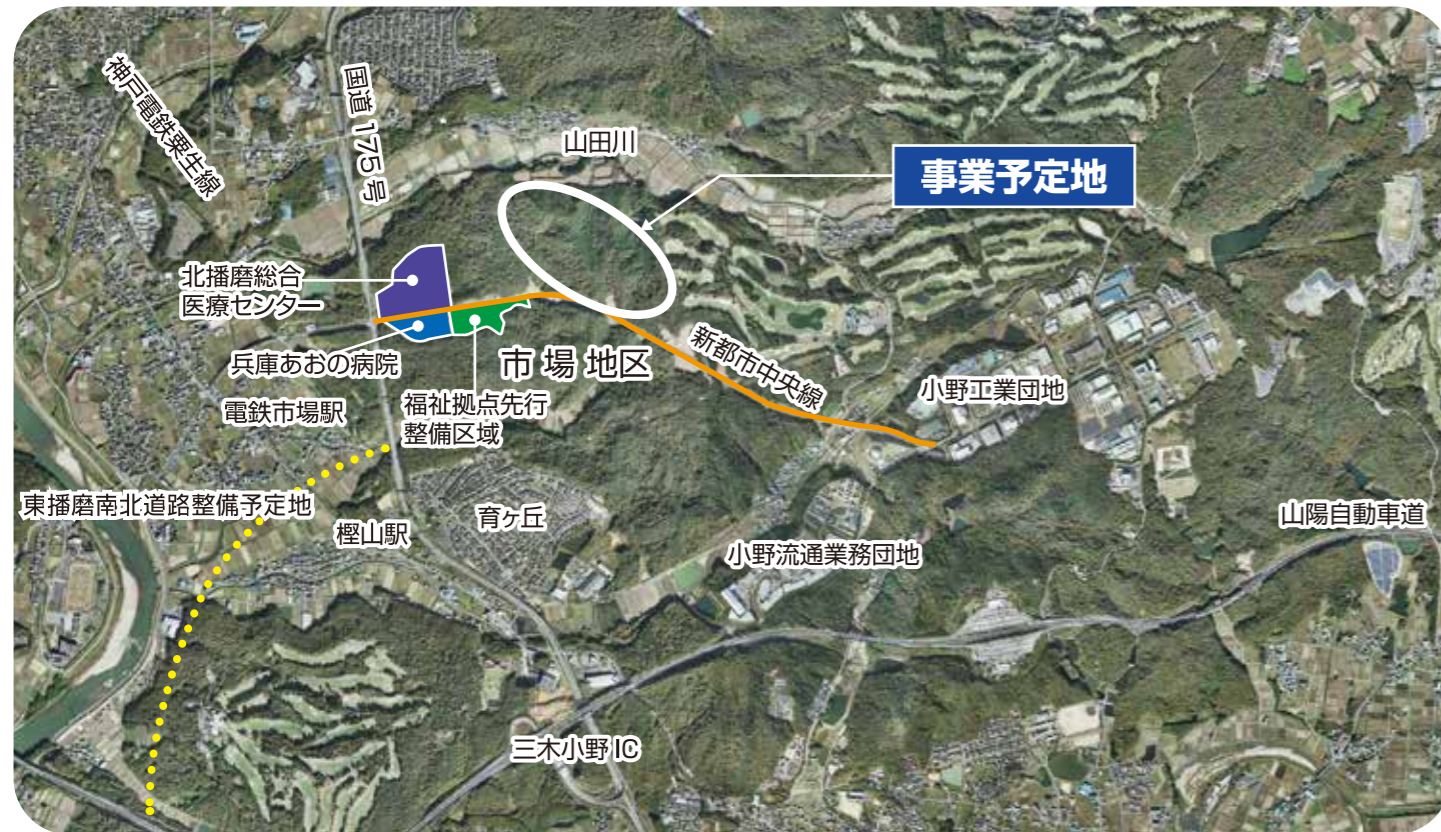 神戸電鉄粟生線
国道175号
山田川
事業予定地
北播磨総合
医療センター
兵庫あおの病院
市場地区
新都市中央線
小野工業団地
電鉄市場駅
福祉拠点先行
整備区域
東播磨南北道路整備予定地
樫山駅
育ヶ丘
小野流通業務団地
山陽自動車道
三木小野IC